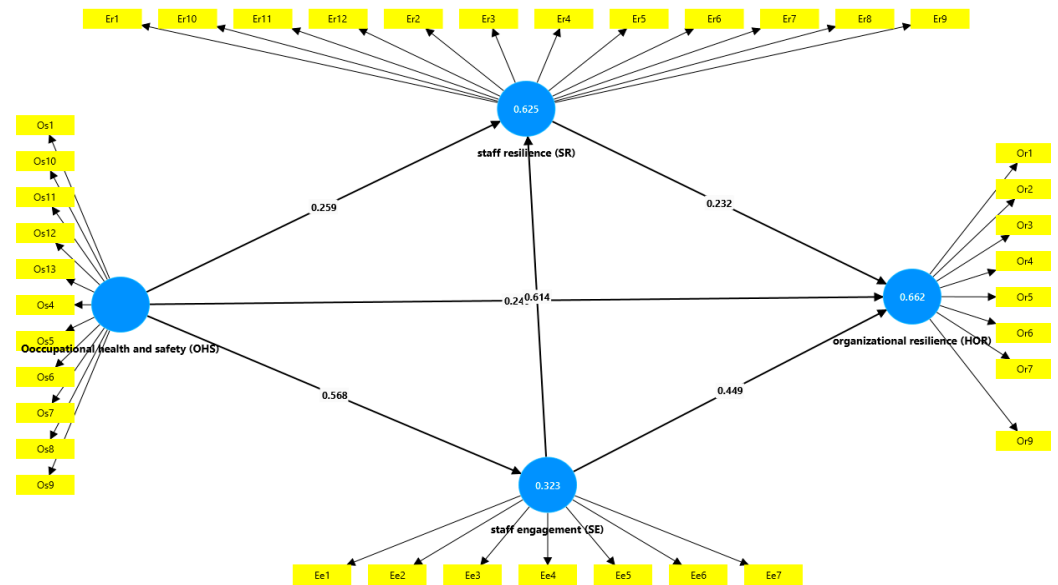 Er1 Er10 Er11 Er12 Er2 Er3 Er4 Er5 Er6 Er7 Er8 Er9
0.625
staff resilience (SR)
Os1
Os10
Os11
Os12
Os13
Os4
Os5
Os6
Os7
Os8
Os9
Ooccupational health and safety (OHS)
0.259
0.232
0.614
0.568
0.449
Or1
Or2
Or3
Or4
Or5
Or6
Or7
Or9
0.662
organizational resilience (HOR)
0.323
staff engagement (SE)
Ee1 Ee2 Ee3 Ee4 Ee5 Ee6 Ee7